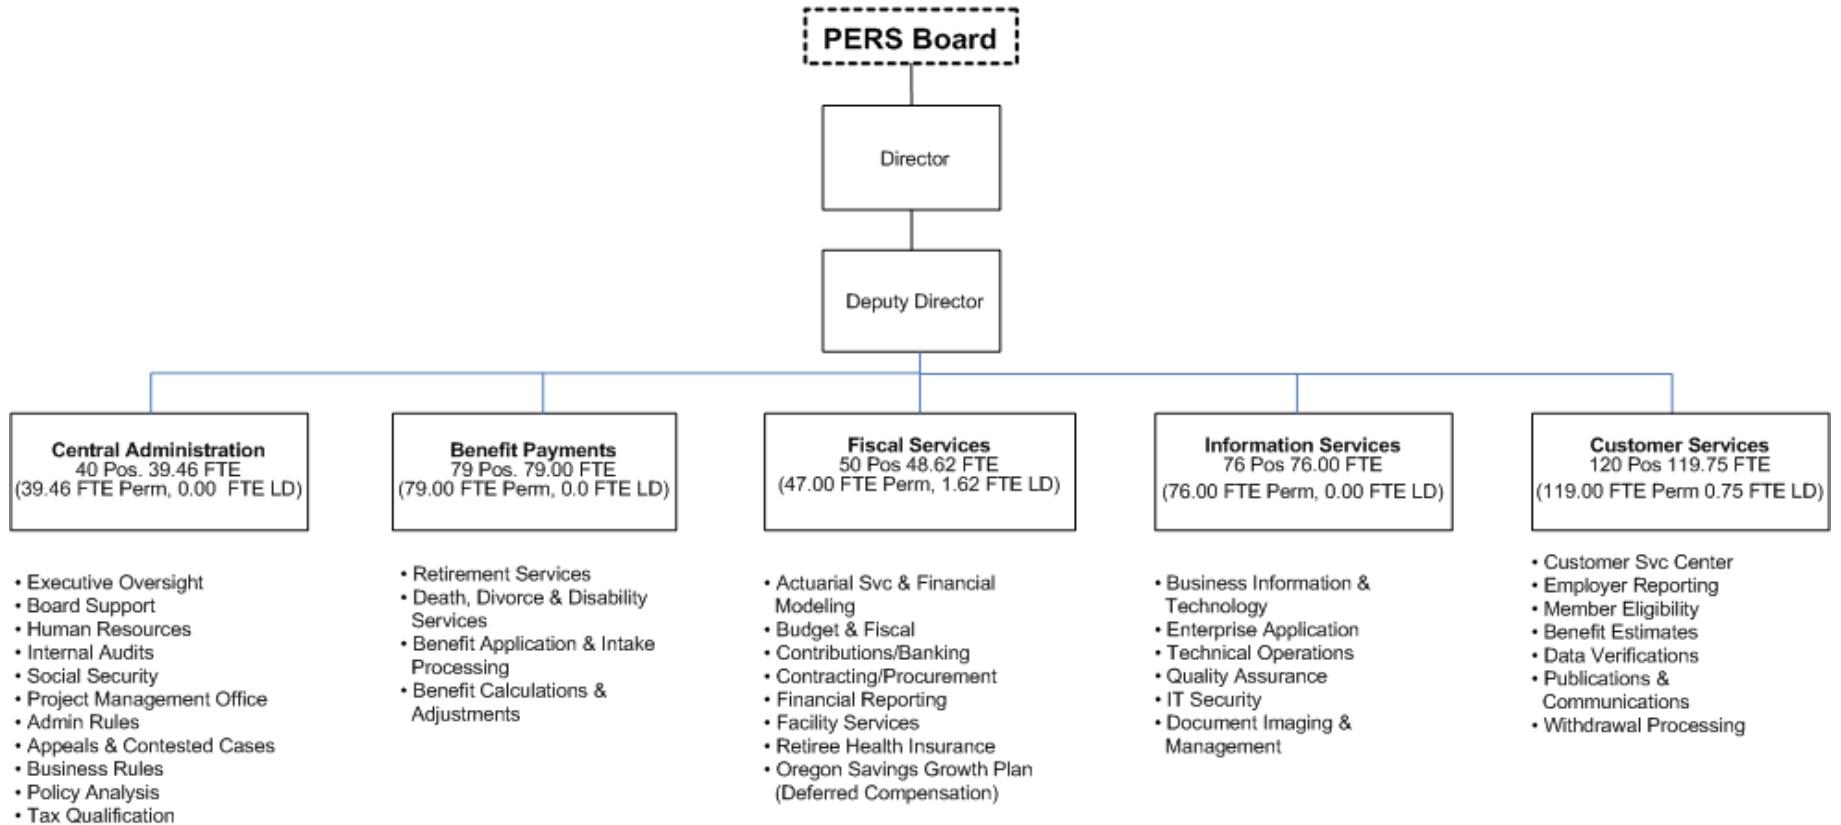 PERS Board
Director
Deputy Director
Central Administration
40 Pos. 39.46 FTE
(39.46 FTE Perm, 0.00 FTE LD)
• Executive Oversight
• Board Support
• Human Resources
• Internal Audits
• Social Security
• Project Management Office
• Admin Rules
• Appeals & Contested Cases
• Business Rules
• Policy Analysis
• Tax Qualification
Benefit Payments
79 Pos. 79.00 FTE
(79.00 FTE Perm, 0.0 FTE LD)
• Retirement Services
• Death, Divorce & Disability
Services
• Benefit Application & Intake
Processing
• Benefit Calculations &
Adjustments
Fiscal Services
50 Pos 48.62 FTE
(47.00 FTE Perm, 1.62 FTE LD)
• Actuarial Svc & Financial
Modeling
• Budget & Fiscal
• Contributions/Banking
• Contracting/Procurement
• Financial Reporting
• Facility Services
• Retiree Health Insurance
• Oregon Savings Growth Plan
(Deferred Compensation)
Information Services
76 Pos 76.00 FTE
(76.00 FTE Perm, 0.00 FTE LD)
• Business Information &
Technology
• Enterprise Application
• Technical Operations
• Quality Assurance
• IT Security
• Document Imaging &
Management
Customer Services
120 Pos 119.75 FTE
(119.00 FTE Perm 0.75 FTE LD)
• Customer Svc Center
• Employer Reporting
• Member Eligibility
• Benefit Estimates
• Data Verifications
• Publications &
Communications
• Withdrawal Processing